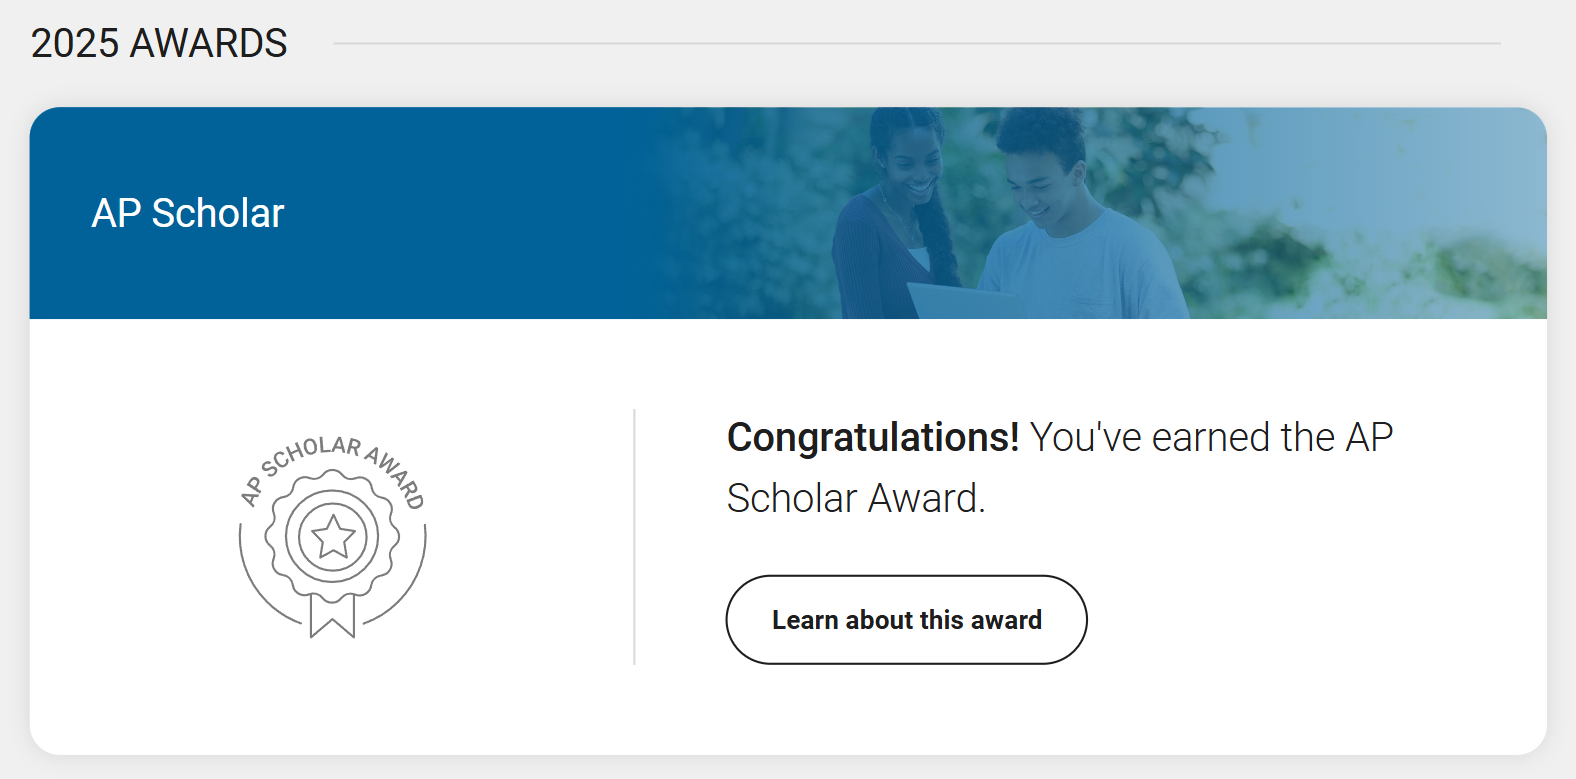 2025 AWARDS
AP Scholar
AP SCHOLAR AWARD
Congratulations! You've earned the AP
Scholar Award.
Learn about this award